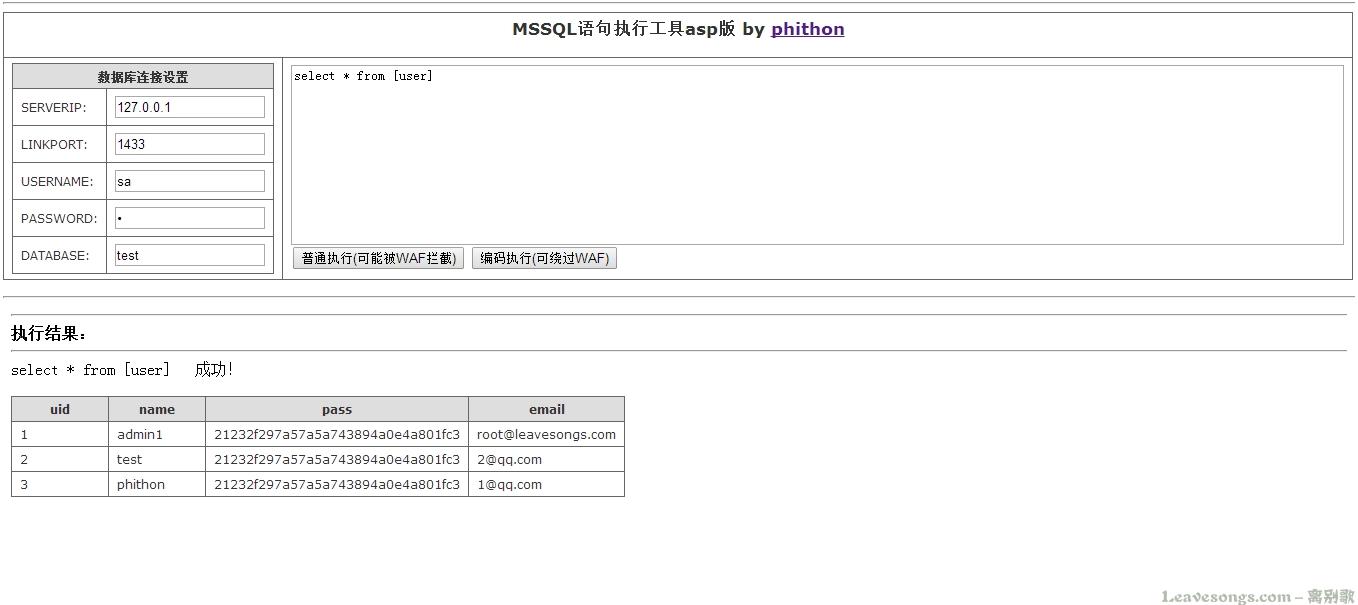 MSSQL语句执行工具asp版 by phithon
数据库连接设置
SERVERIP: 127.0.0.1
LINKPORT: 1433
USERNAME: sa
PASSWORD: •
DATABASE: test
select * from [user]
普通执行(可能被WAF拦截) 编码执行(可绕过WAF)
执行结果：
select * from [user] 成功！
uid name pass email
1 admin1 21232f297a57a5a743894a0e4a801fc3 root@leavesongs.com
2 test 21232f297a57a5a743894a0e4a801fc3 2@qq.com
3 phithon 21232f297a57a5a743894a0e4a801fc3 1@qq.com
Leavesongs.com – 离别歌